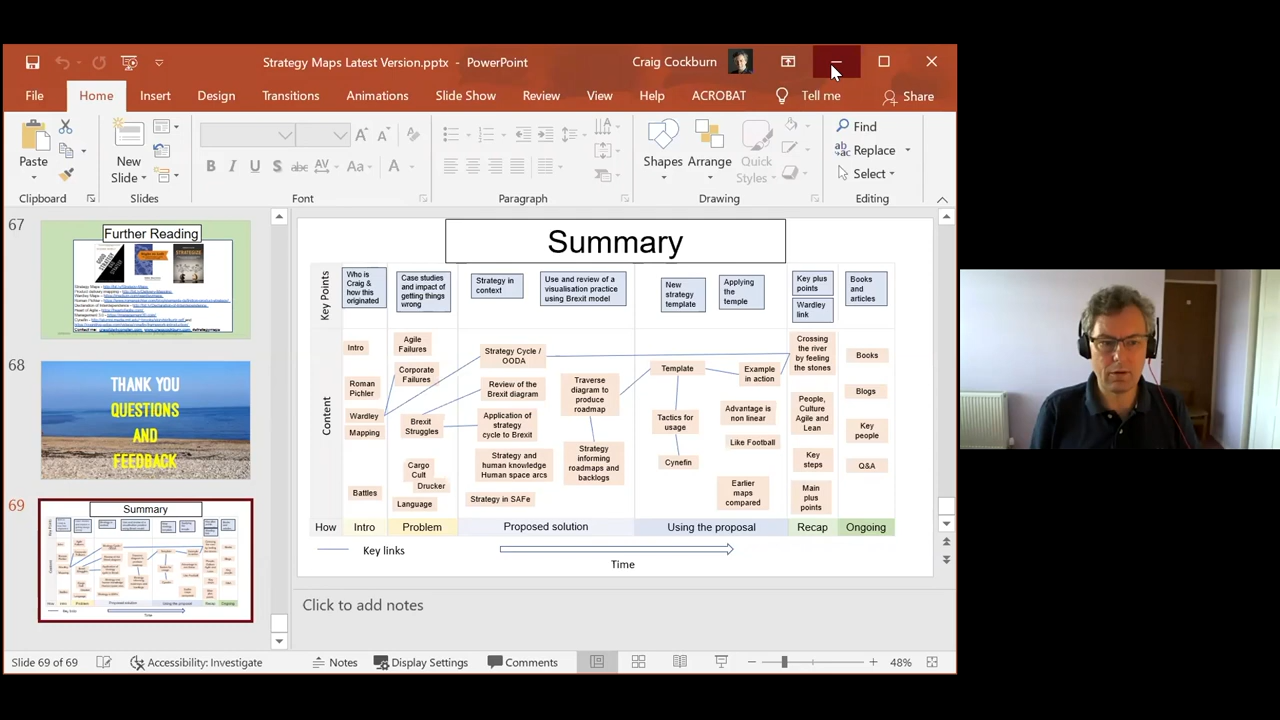 Strategy Maps Latest Version.pptx - PowerPoint
Craig Cockburn
File Home Insert Design Transitions Animations Slide Show Review View Help ACROBAT Tell me Share
Paste
New
Slide
Quick
Styles
Shapes Arrange
Find
Replace
Select
Clipboard Slides Font Paragraph Drawing Editing
67
Further Reading
68
THANK YOU
QUESTIONS
AND
FEEDBACK
69
Summary
Summary
Key Points
Who is
Craig &
how this
originated
Case studies
and impact of
getting things
wrong
Strategy in
context
Use and review of a
visualisation practice
using Brexit model
New
strategy
template
Applying
the
temple
Key plus
points
Wardley
link
Books
and
articles
Content
Intro
Roman
Pichler
Wardley
Mapping
Battles
Agile
Failures
Corporate
Failures
Brexit
Struggles
Cargo
Cult
Drucker
Language
Strategy Cycle /
OODA
Review of the
Brexit diagram
Application of
strategy
cycle to Brexit
Strategy and
human knowledge
Human space arcs
Strategy in SAFe
Traverse
diagram to
produce
roadmap
Strategy
informing
roadmaps and
backlogs
Template
Tactics for
usage
Cynefin
Example
in action
Advantage is
non linear
Like Football
Earlier
maps
compared
Crossing
the river
by feeling
the stones
People,
Culture
Agile and
Lean
Key
steps
Main
plus
points
Books
Blogs
Key
people
Q&A
How Intro Problem Proposed solution Using the proposal Recap Ongoing
Key links
Time
Click to add notes
Slide 69 of 69 Accessibility: Investigate Notes Display Settings Comments 48%